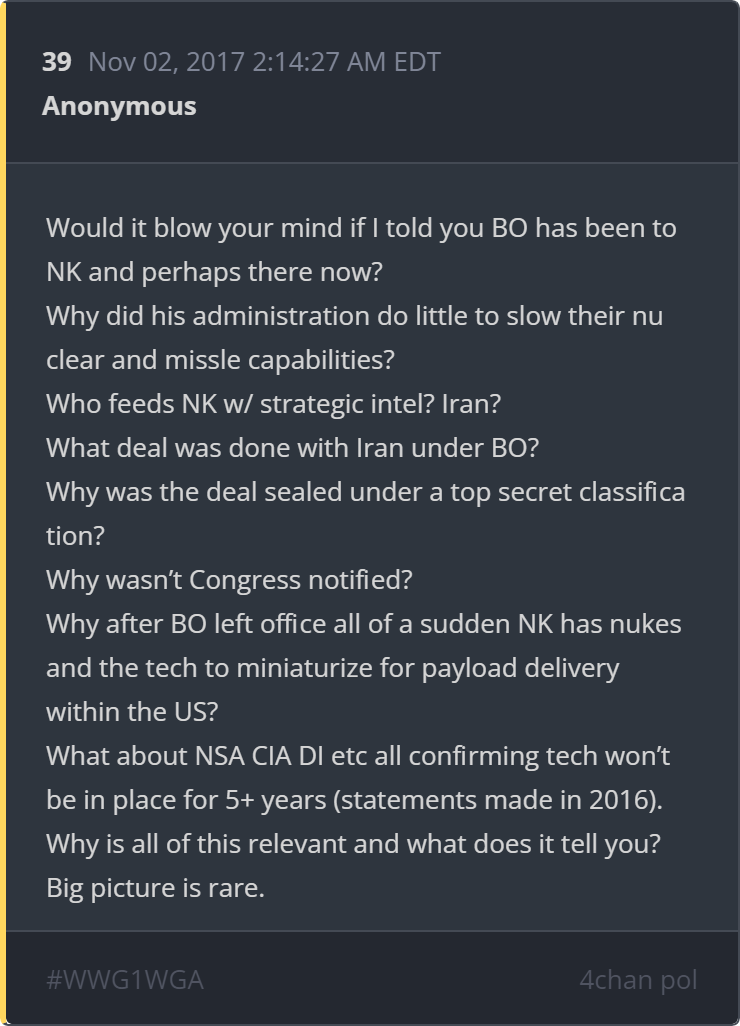 39 Nov 02, 2017 2:14:27 AM EDT
Anonymous
Would it blow your mind if I told you BO has been to
NK and perhaps there now?
Why did his administration do little to slow their nu
clear and missle capabilities?
Who feeds NK w/ strategic intel? Iran?
What deal was done with Iran under BO?
Why was the deal sealed under a top secret classifica
tion?
Why wasn’t Congress notified?
Why after BO left office all of a sudden NK has nukes
and the tech to miniaturize for payload delivery
within the US?
What about NSA CIA DI etc all confirming tech won’t
be in place for 5+ years (statements made in 2016).
Why is all of this relevant and what does it tell you?
Big picture is rare.
#WWG1WGA 4chan pol